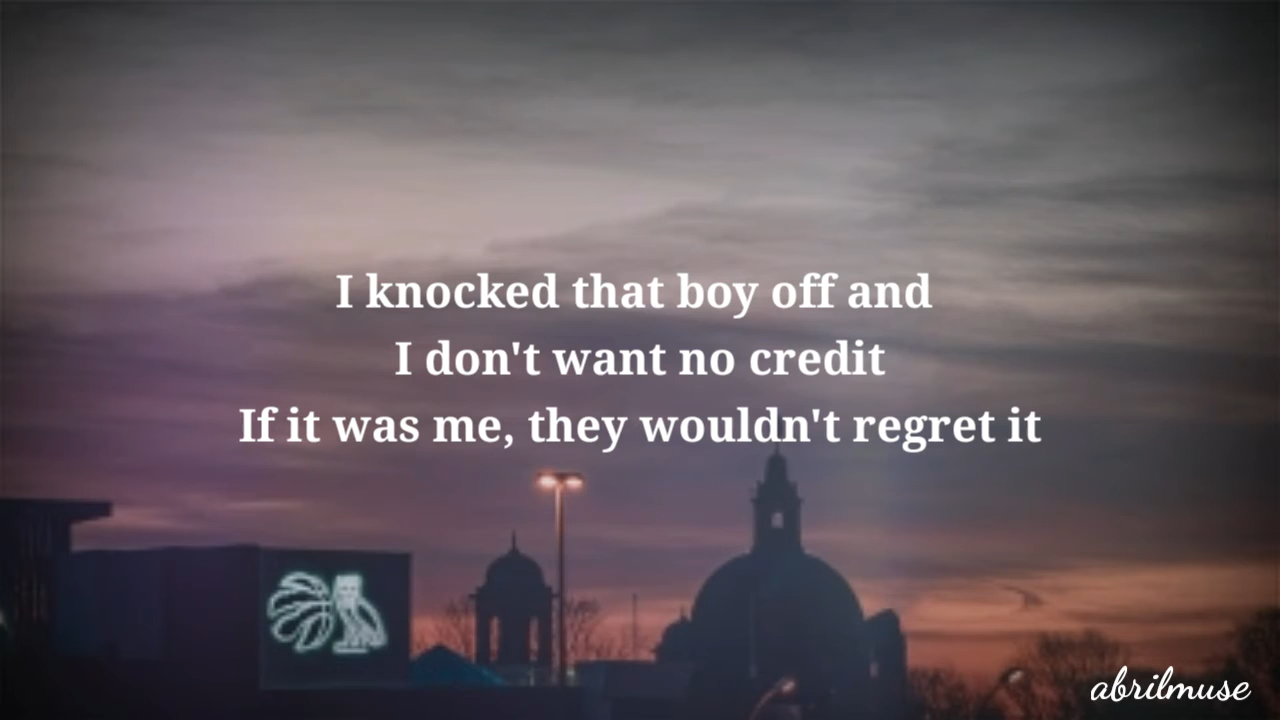 I knocked that boy off and
I don't want no credit
If it was me, they wouldn't regret it
abrilmuse